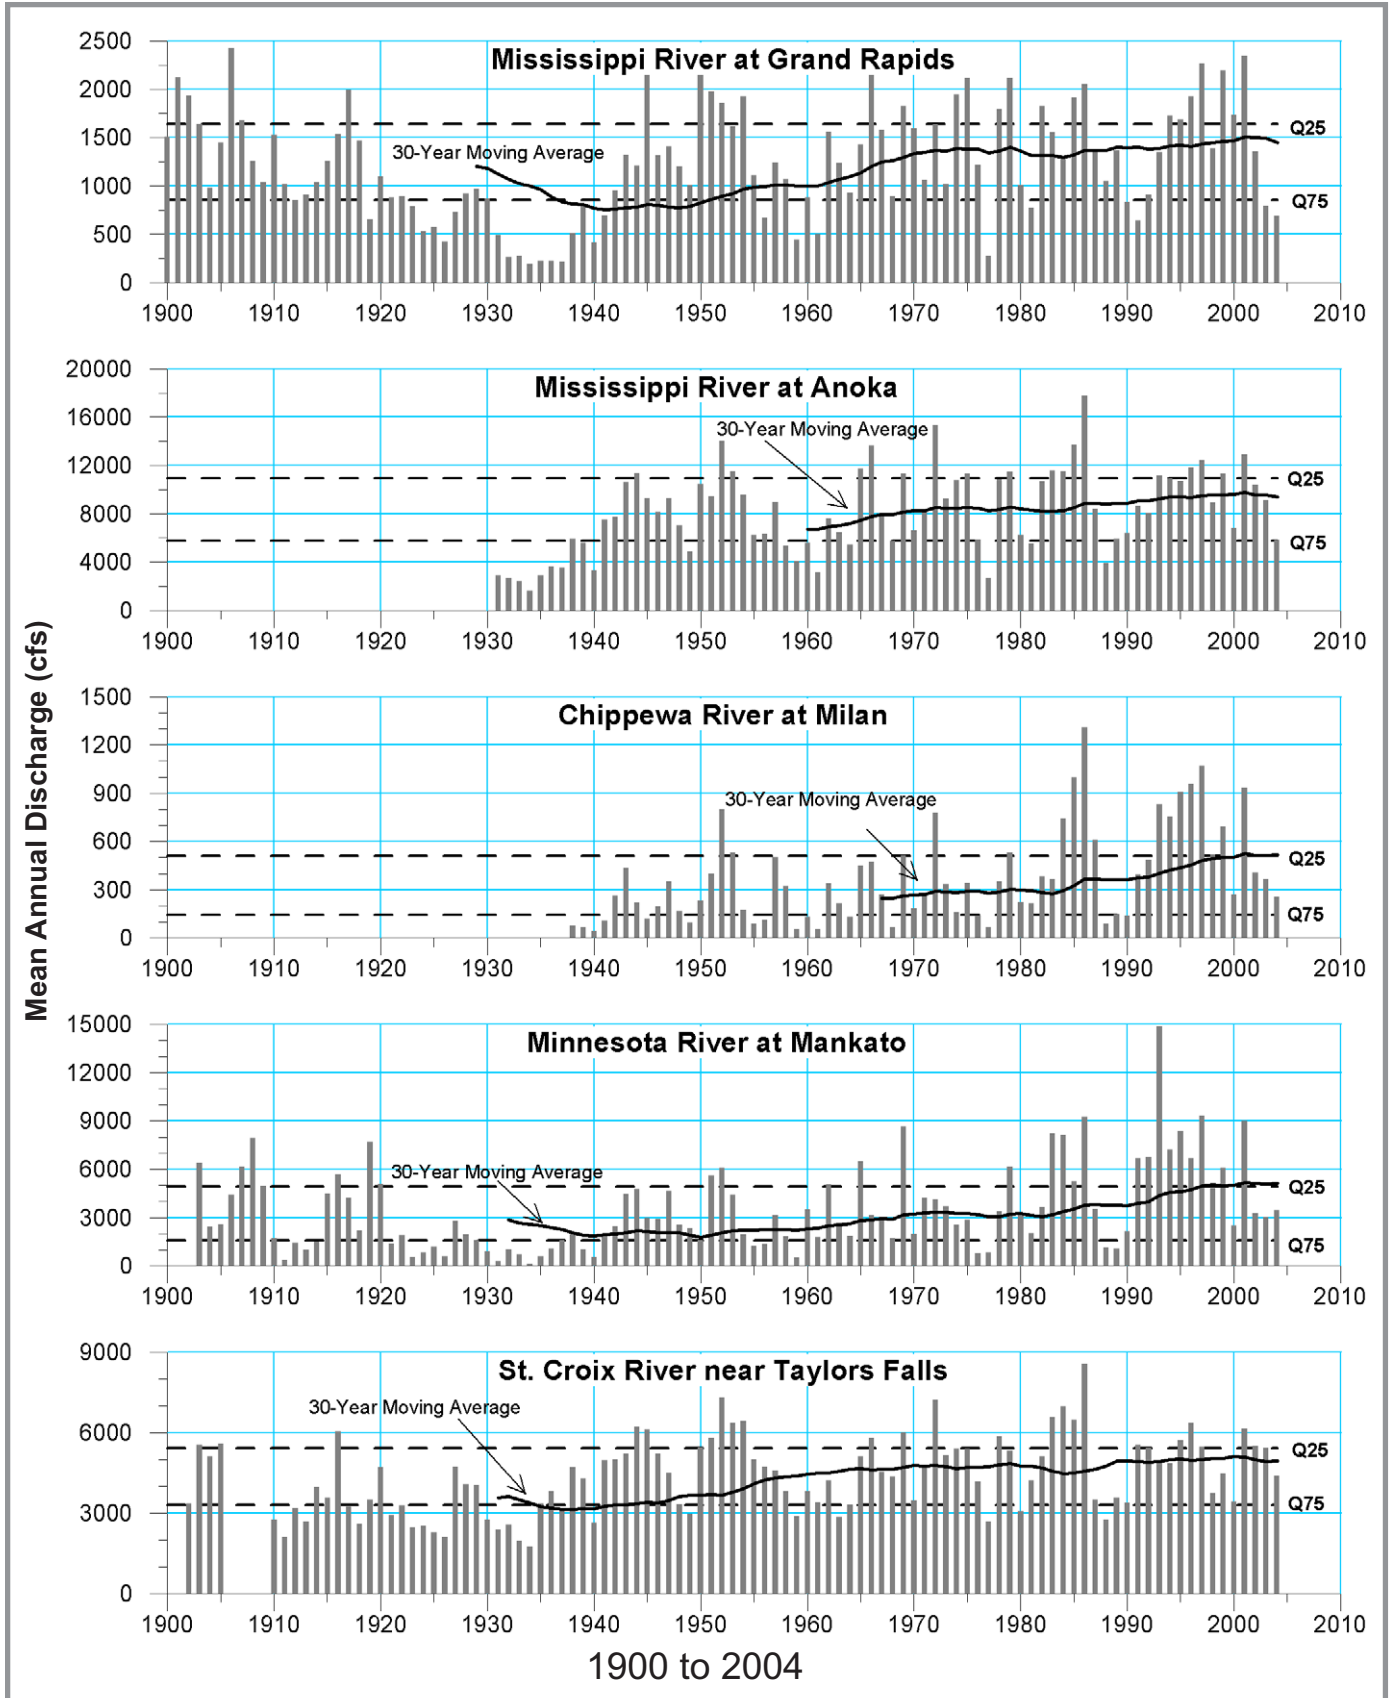 Mean Annual Discharge (cfs)
Mississippi River at Grand Rapids
2500
2000
1500
1000
500
0
30-Year Moving Average
Q25
Q75
1900 1910 1920 1930 1940 1950 1960 1970 1980 1990 2000 2010
Mississippi River at Anoka
20000
16000
12000
8000
4000
0
30-Year Moving Average
Q25
Q75
1900 1910 1920 1930 1940 1950 1960 1970 1980 1990 2000 2010
Chippewa River at Milan
1500
1200
900
600
300
0
30-Year Moving Average
Q25
Q75
1900 1910 1920 1930 1940 1950 1960 1970 1980 1990 2000 2010
Minnesota River at Mankato
15000
12000
9000
6000
3000
0
30-Year Moving Average
Q25
Q75
1900 1910 1920 1930 1940 1950 1960 1970 1980 1990 2000 2010
St. Croix River near Taylors Falls
9000
6000
3000
0
30-Year Moving Average
Q25
Q75
1900 1910 1920 1930 1940 1950 1960 1970 1980 1990 2000 2010
1900 to 2004